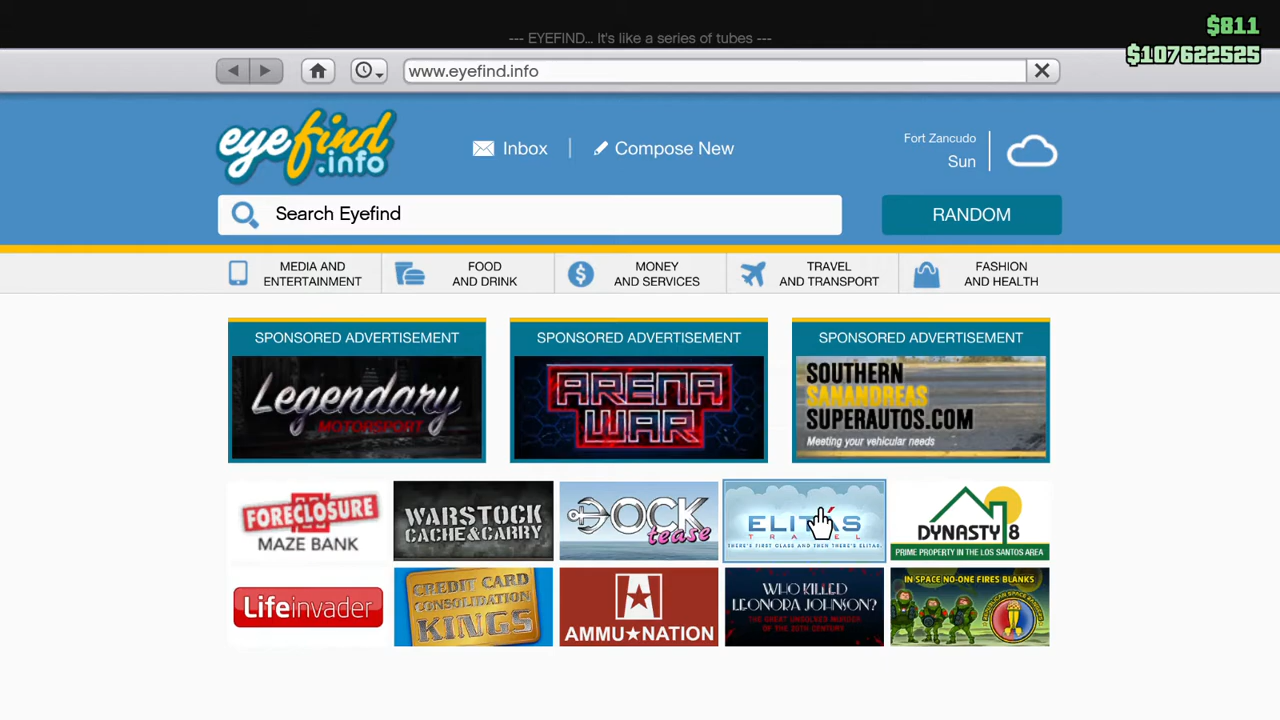 $811
--- EYEFIND... It's like a series of tubes ---
$107622525
www.eyefind.info
eyefind
.info
Inbox
Compose New
Fort Zancudo
Sun
Search Eyefind
RANDOM
MEDIA AND
ENTERTAINMENT
FOOD
AND DRINK
MONEY
AND SERVICES
TRAVEL
AND TRANSPORT
FASHION
AND HEALTH
SPONSORED ADVERTISEMENT
Legendary
MOTORSPORT
SPONSORED ADVERTISEMENT
ARENA
WAR
SPONSORED ADVERTISEMENT
SOUTHERN
SANANDREAS
SUPERAUTOS.COM
Meeting your vehicular needs
FORECLOSURE
MAZE BANK
WARSTOCK
CACHE&CARRY
DOCK
tease
ELITÁS
TRAVEL
THERE'S FIRST CLASS AND THEN THERE'S ELITAS.
DYNASTY 8
PRIME PROPERTY IN THE LOS SANTOS AREA
Lifeinvader
CREDIT CARD
CONSOLIDATION
KINGS
AMMU★NATION
WHO KILLED
LEONORA JOHNSON?
THE GREAT UNSOLVED MURDER
OF THE 20TH CENTURY
IN SPACE NO-ONE FIRES BLANKS